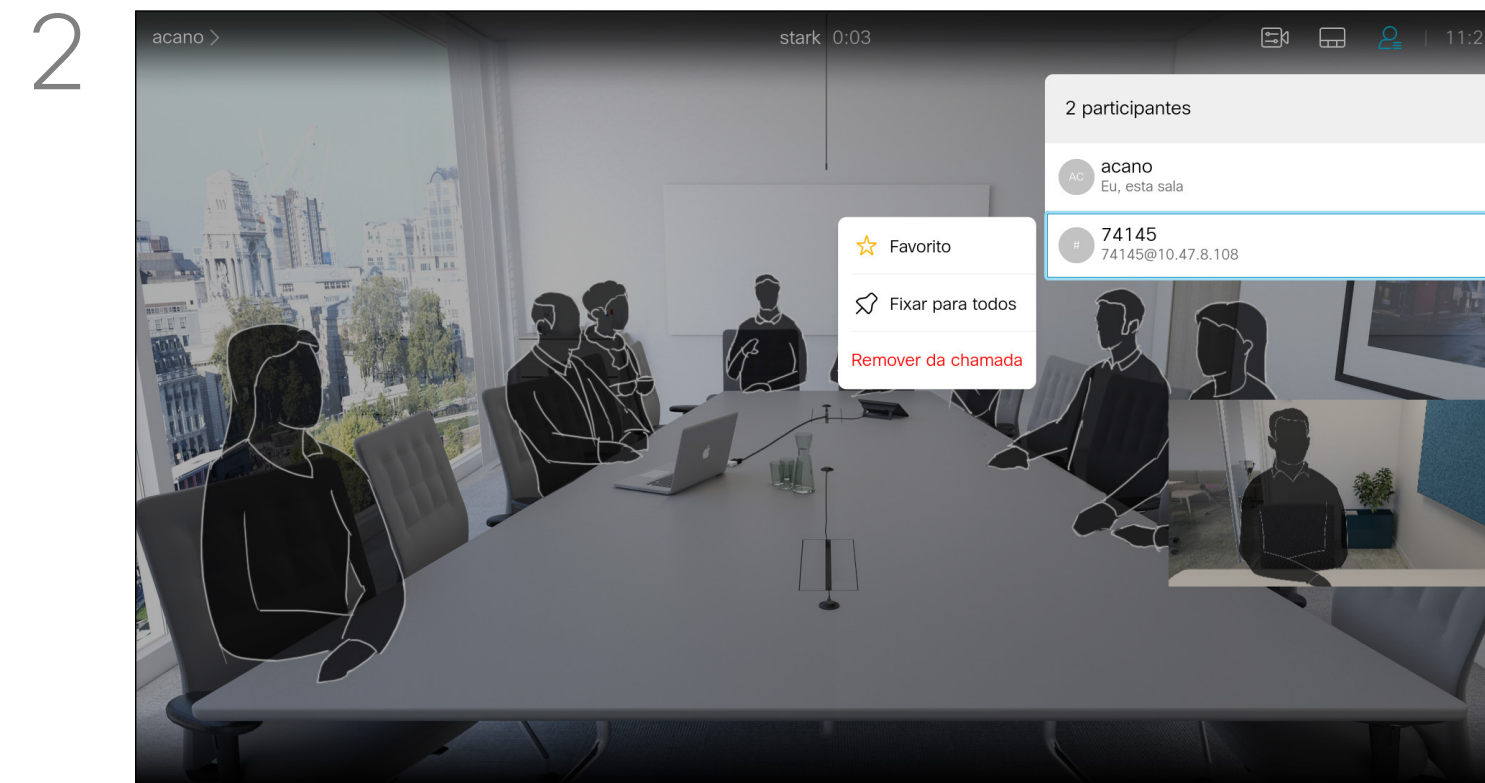 2
acano >
stark 0:03
11:2
2 participantes
AC
acano
Eu, esta sala
#
74145
74145@10.47.8.108
Favorito
Fixar para todos
Remover da chamada